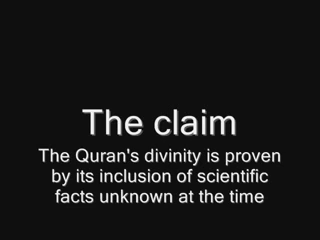 The claim
The Quran's divinity is proven
by its inclusion of scientific
facts unknown at the time